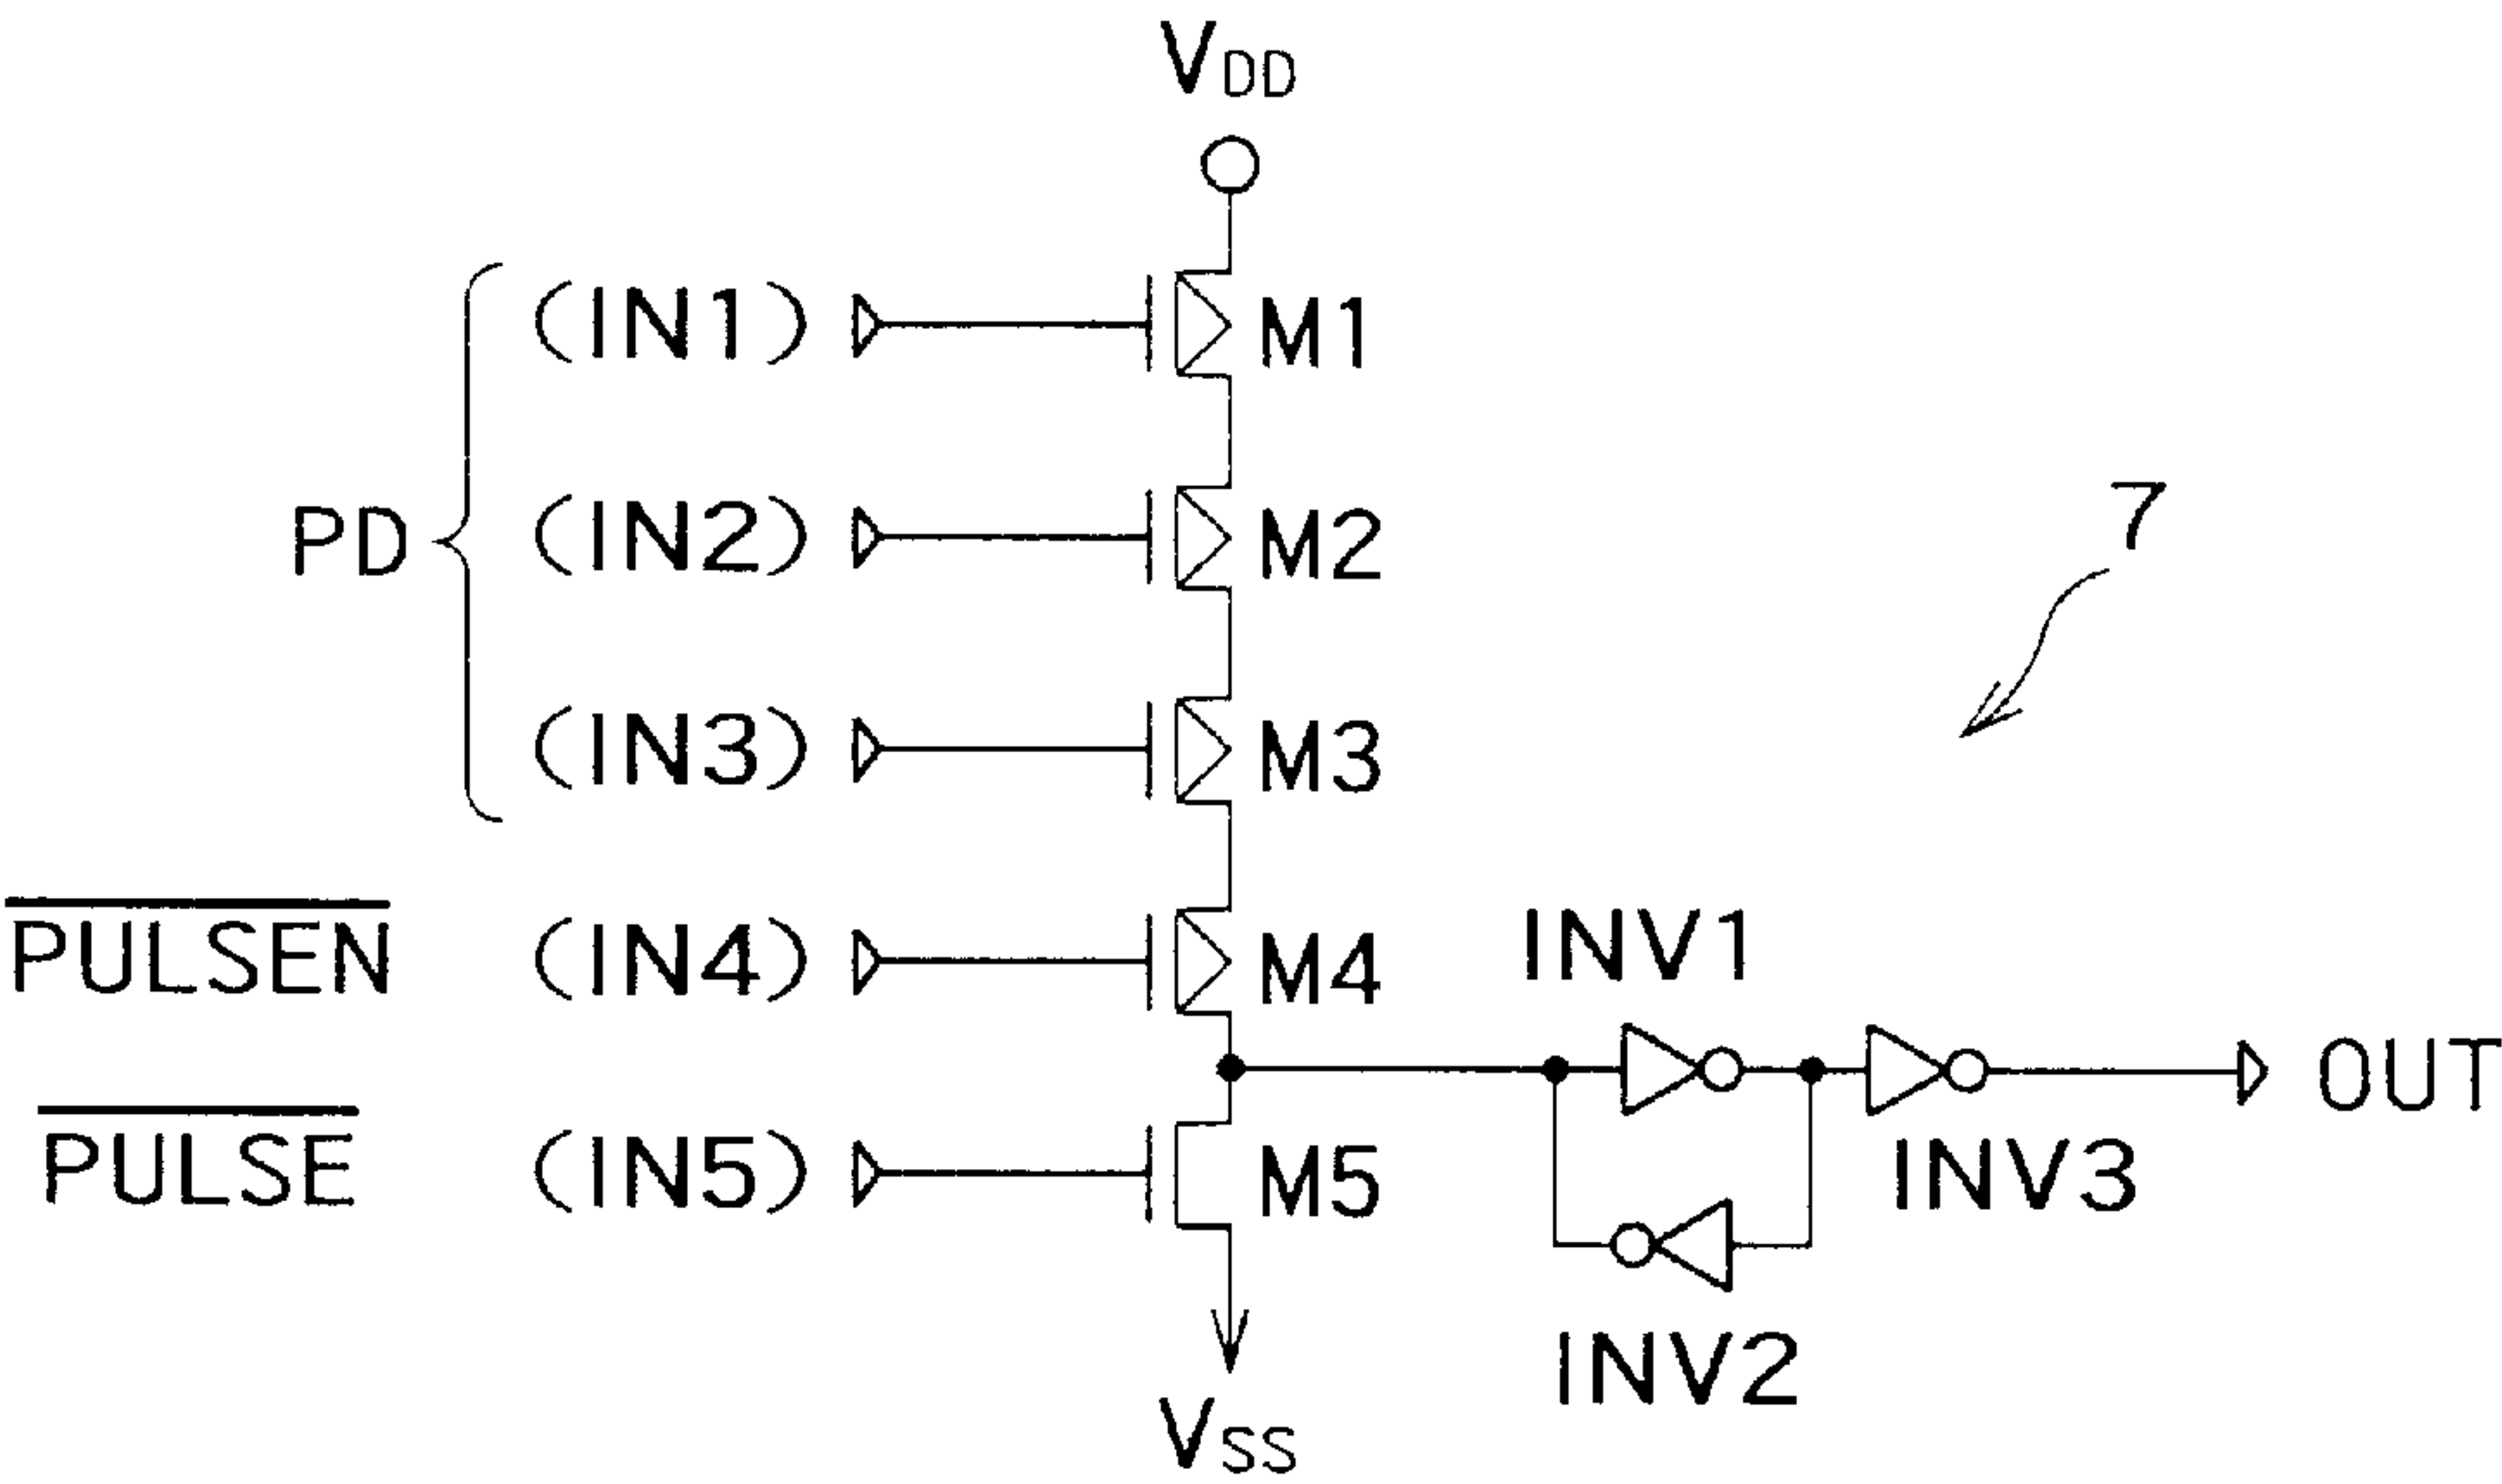 VDD
(IN1) M1
PD (IN2) M2
7
(IN3) M3
PULSEN (IN4) M4
INV1
OUT
PULSE (IN5) M5
INV3
INV2
VSS